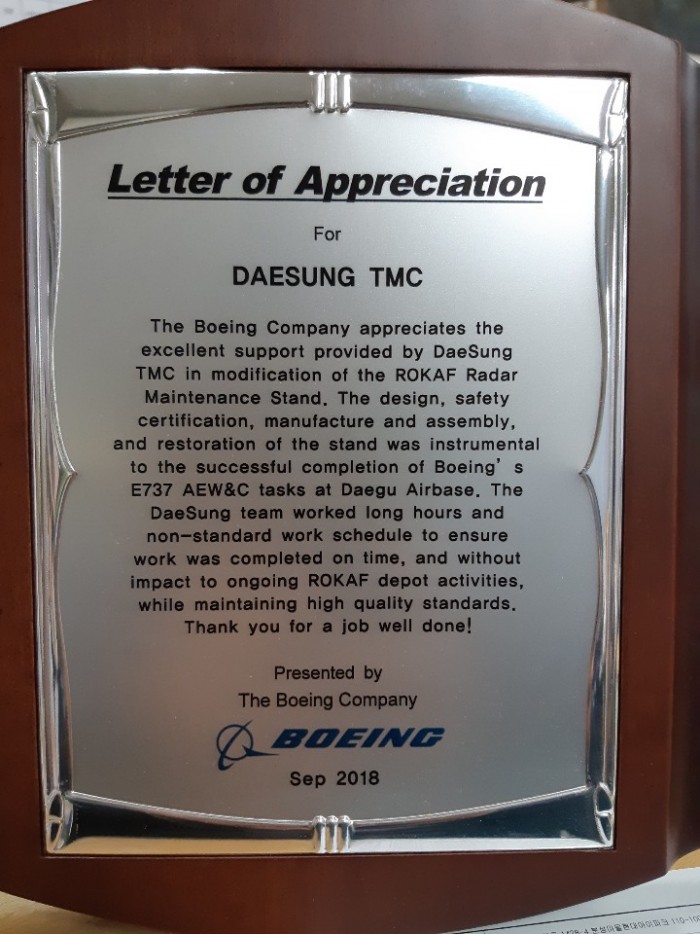 Letter of Appreciation
For
DAESUNG TMC
The Boeing Company appreciates the
excellent support provided by DaeSung
TMC in modification of the ROKAF Radar
Maintenance Stand. The design, safety
certification, manufacture and assembly,
and restoration of the stand was instrumental
to the successful completion of Boeing's
E737 AEW&C tasks at Daegu Airbase. The
DaeSung team worked long hours and
non-standard work schedule to ensure
work was completed on time, and without
impact to ongoing ROKAF depot activities,
while maintaining high quality standards.
Thank you for a job well done!
Presented by
The Boeing Company
BOEING
Sep 2018